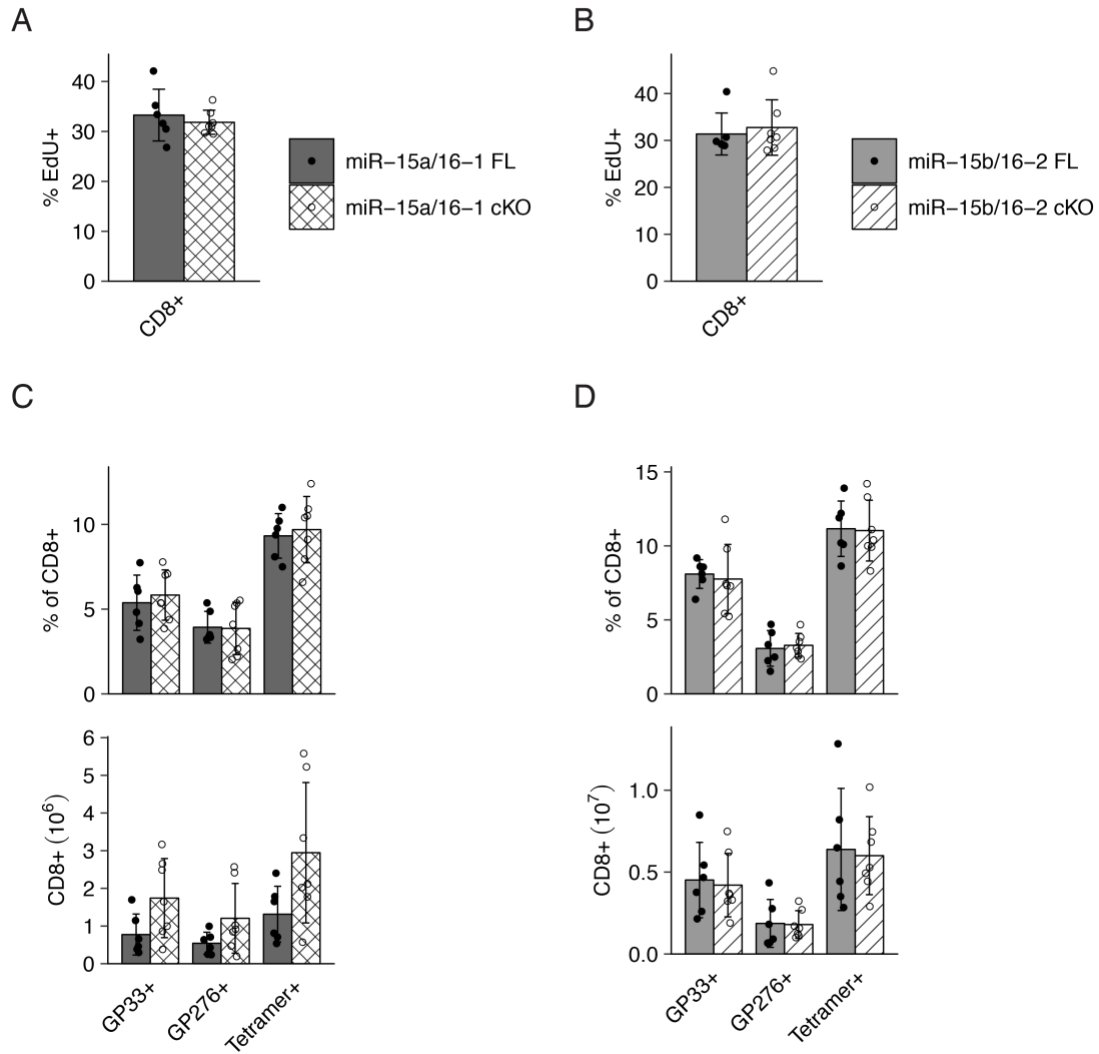 A
% EdU+
40
30
20
10
0
CD8+
miR−15a/16−1 FL
miR−15a/16−1 cKO
B
% EdU+
40
30
20
10
0
CD8+
miR−15b/16−2 FL
miR−15b/16−2 cKO
C
% of CD8+
10
5
0
CD8+ (10^6)
6
5
4
3
2
1
0
GP33+
GP276+
Tetramer+
D
% of CD8+
15
10
5
0
CD8+ (10^7)
1.0
0.5
0.0
GP33+
GP276+
Tetramer+